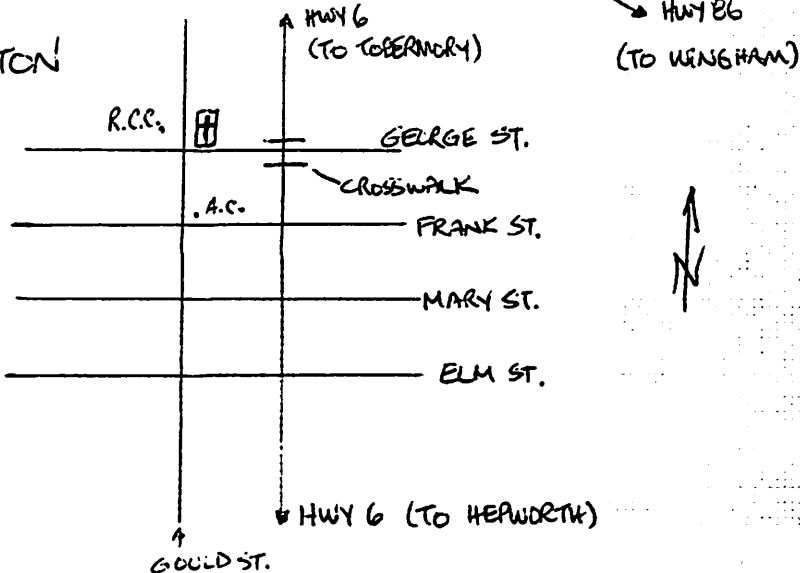 HWY 6
(TO TOBERMORY)
HWY 86
(TO WINGHAM)
TON
R.C.C.
GEORGE ST.
CROSSWALK
.A.C.
FRANK ST.
N
MARY ST.
ELM ST.
HWY 6 (TO HEPWORTH)
GOULD ST.